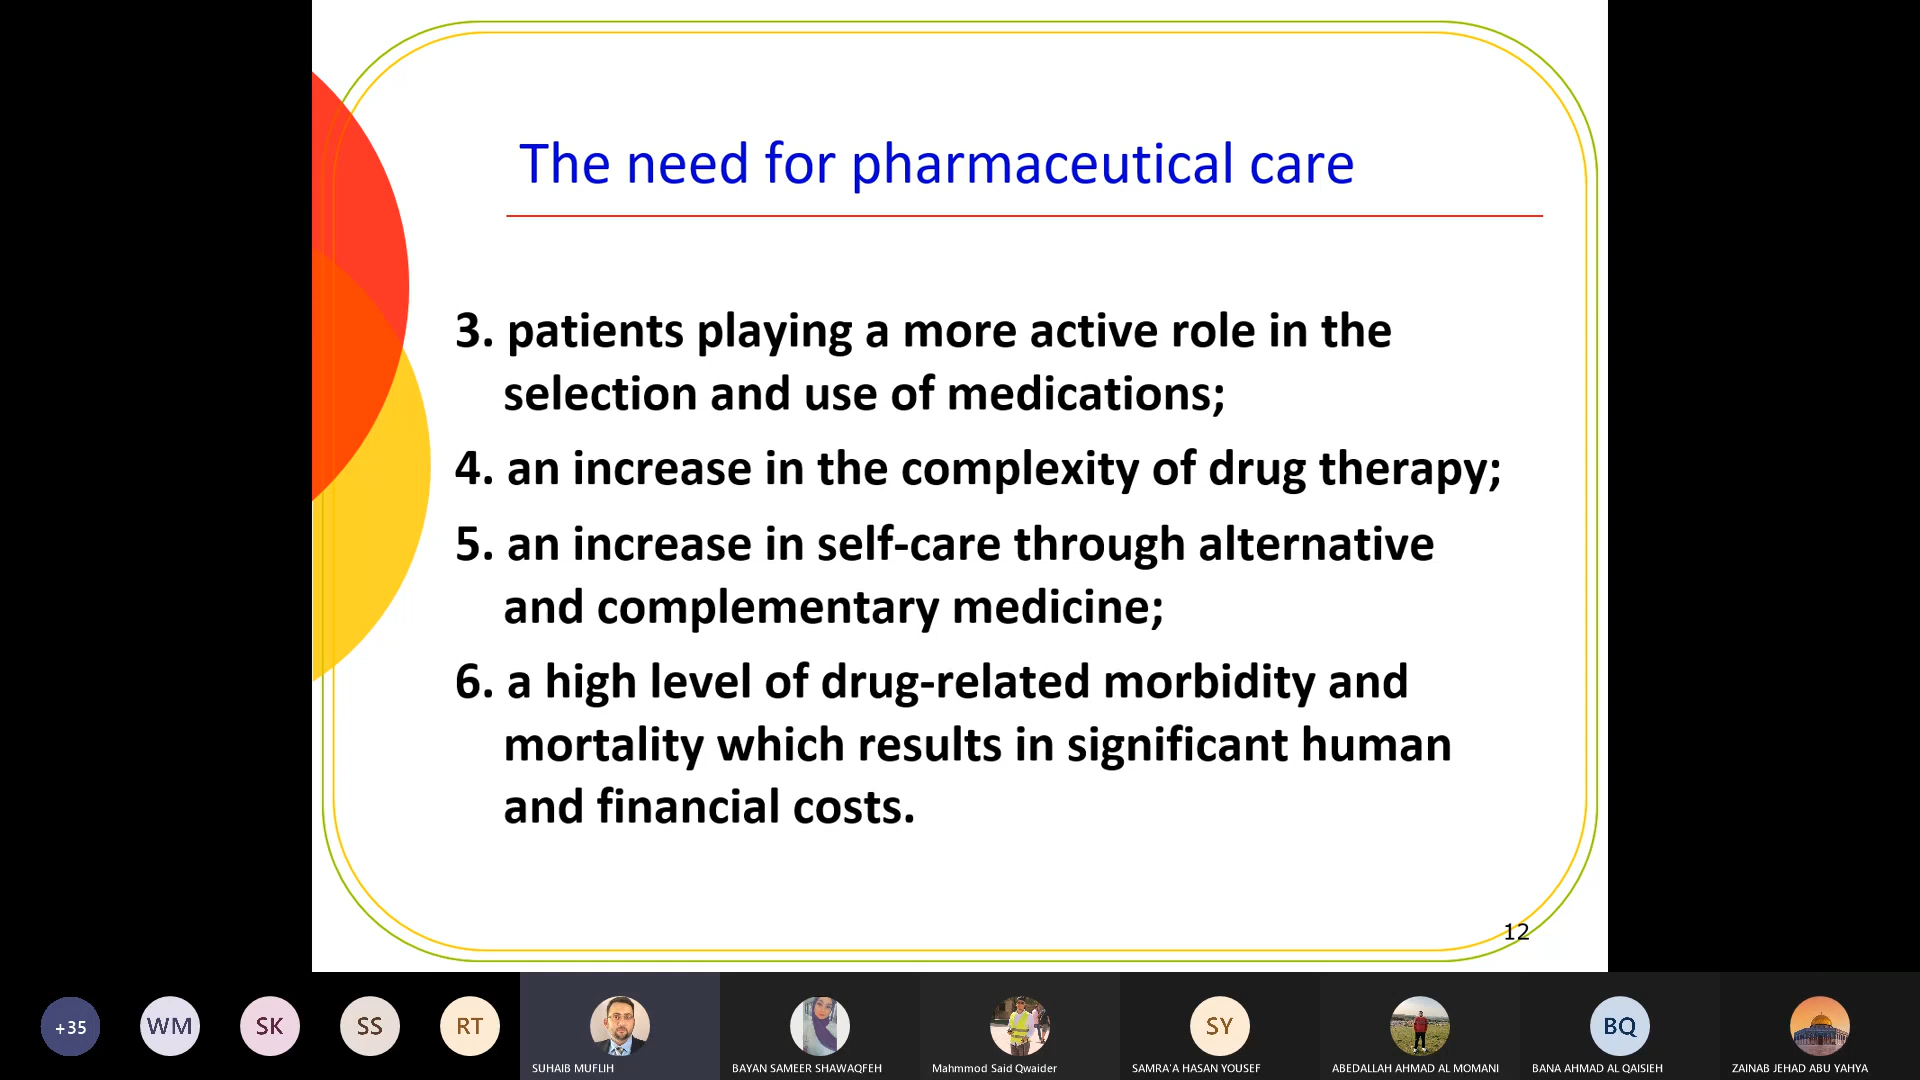 The need for pharmaceutical care
3. patients playing a more active role in the
selection and use of medications;
4. an increase in the complexity of drug therapy;
5. an increase in self-care through alternative
and complementary medicine;
6. a high level of drug-related morbidity and
mortality which results in significant human
and financial costs.
12
+35
WM
SK
SS
RT
SY
BQ
SUHAIB MUFLIH
BAYAN SAMEER SHAWAQFEH
Mahmmod Said Qwaider
SAMRA'A HASAN YOUSEF
ABEDALLAH AHMAD AL MOMANI
BANA AHMAD AL QAISIEH
ZAINAB JEHAD ABU YAHYA